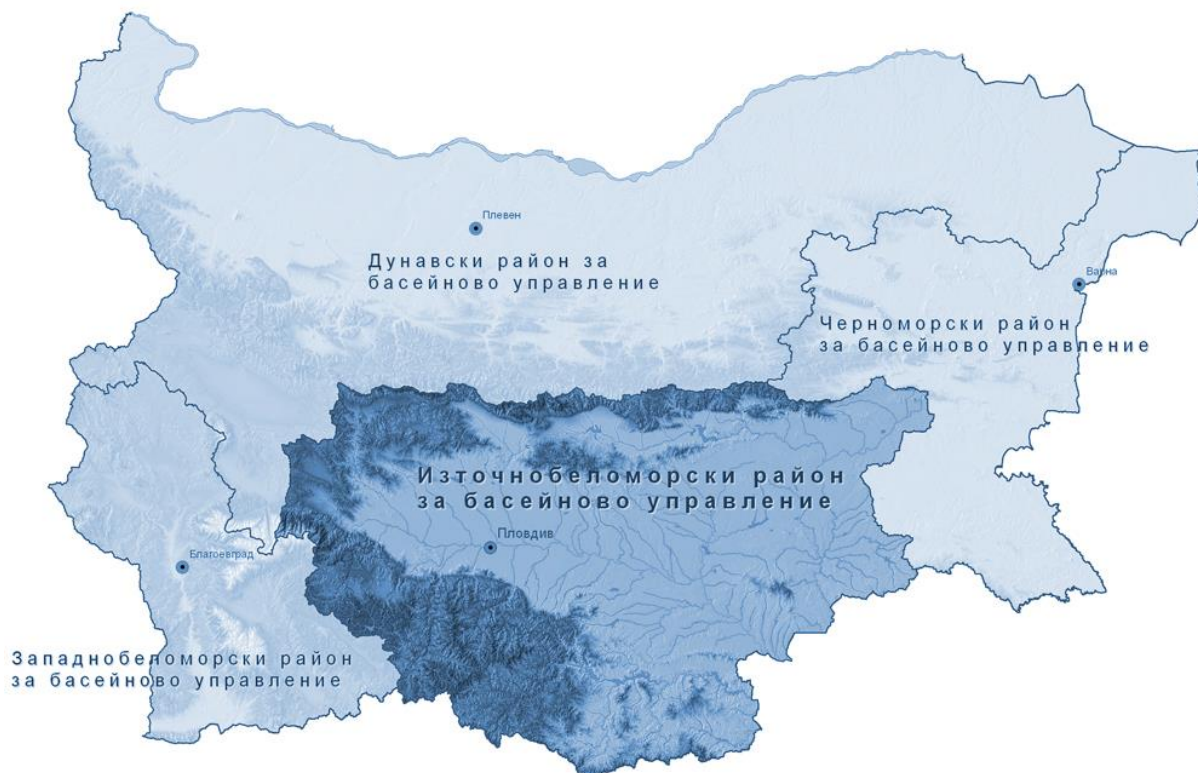 Плевен
Дунавски район за
басейново управление
Варна
Черноморски район
за басейново управление
Източнобеломорски район
за басейново управление
Пловдив
Благоевград
Западнобеломорски район
за басейново управление